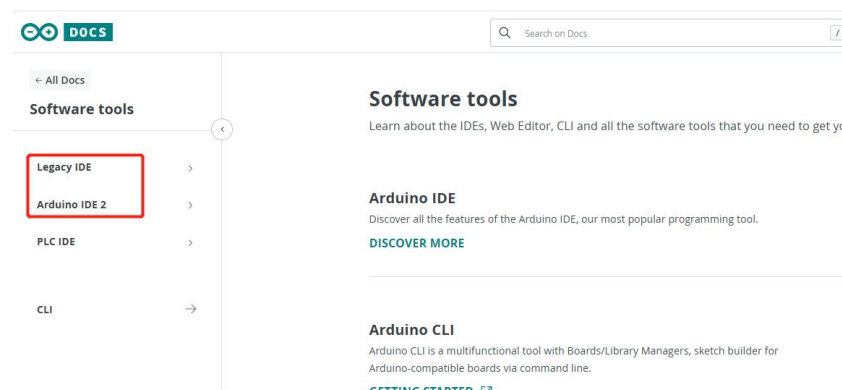 DOCS
Search on Docs
/
← All Docs
Software tools
Legacy IDE
Arduino IDE 2
PLC IDE
CLI
Software tools
Learn about the IDEs, Web Editor, CLI and all the software tools that you need to get
Arduino IDE
Discover all the features of the Arduino IDE, our most popular programming tool.
DISCOVER MORE
Arduino CLI
Arduino CLI is a multifunctional tool with Boards/Library Managers, sketch builder for
Arduino-compatible boards via command line.
GETTING STARTED